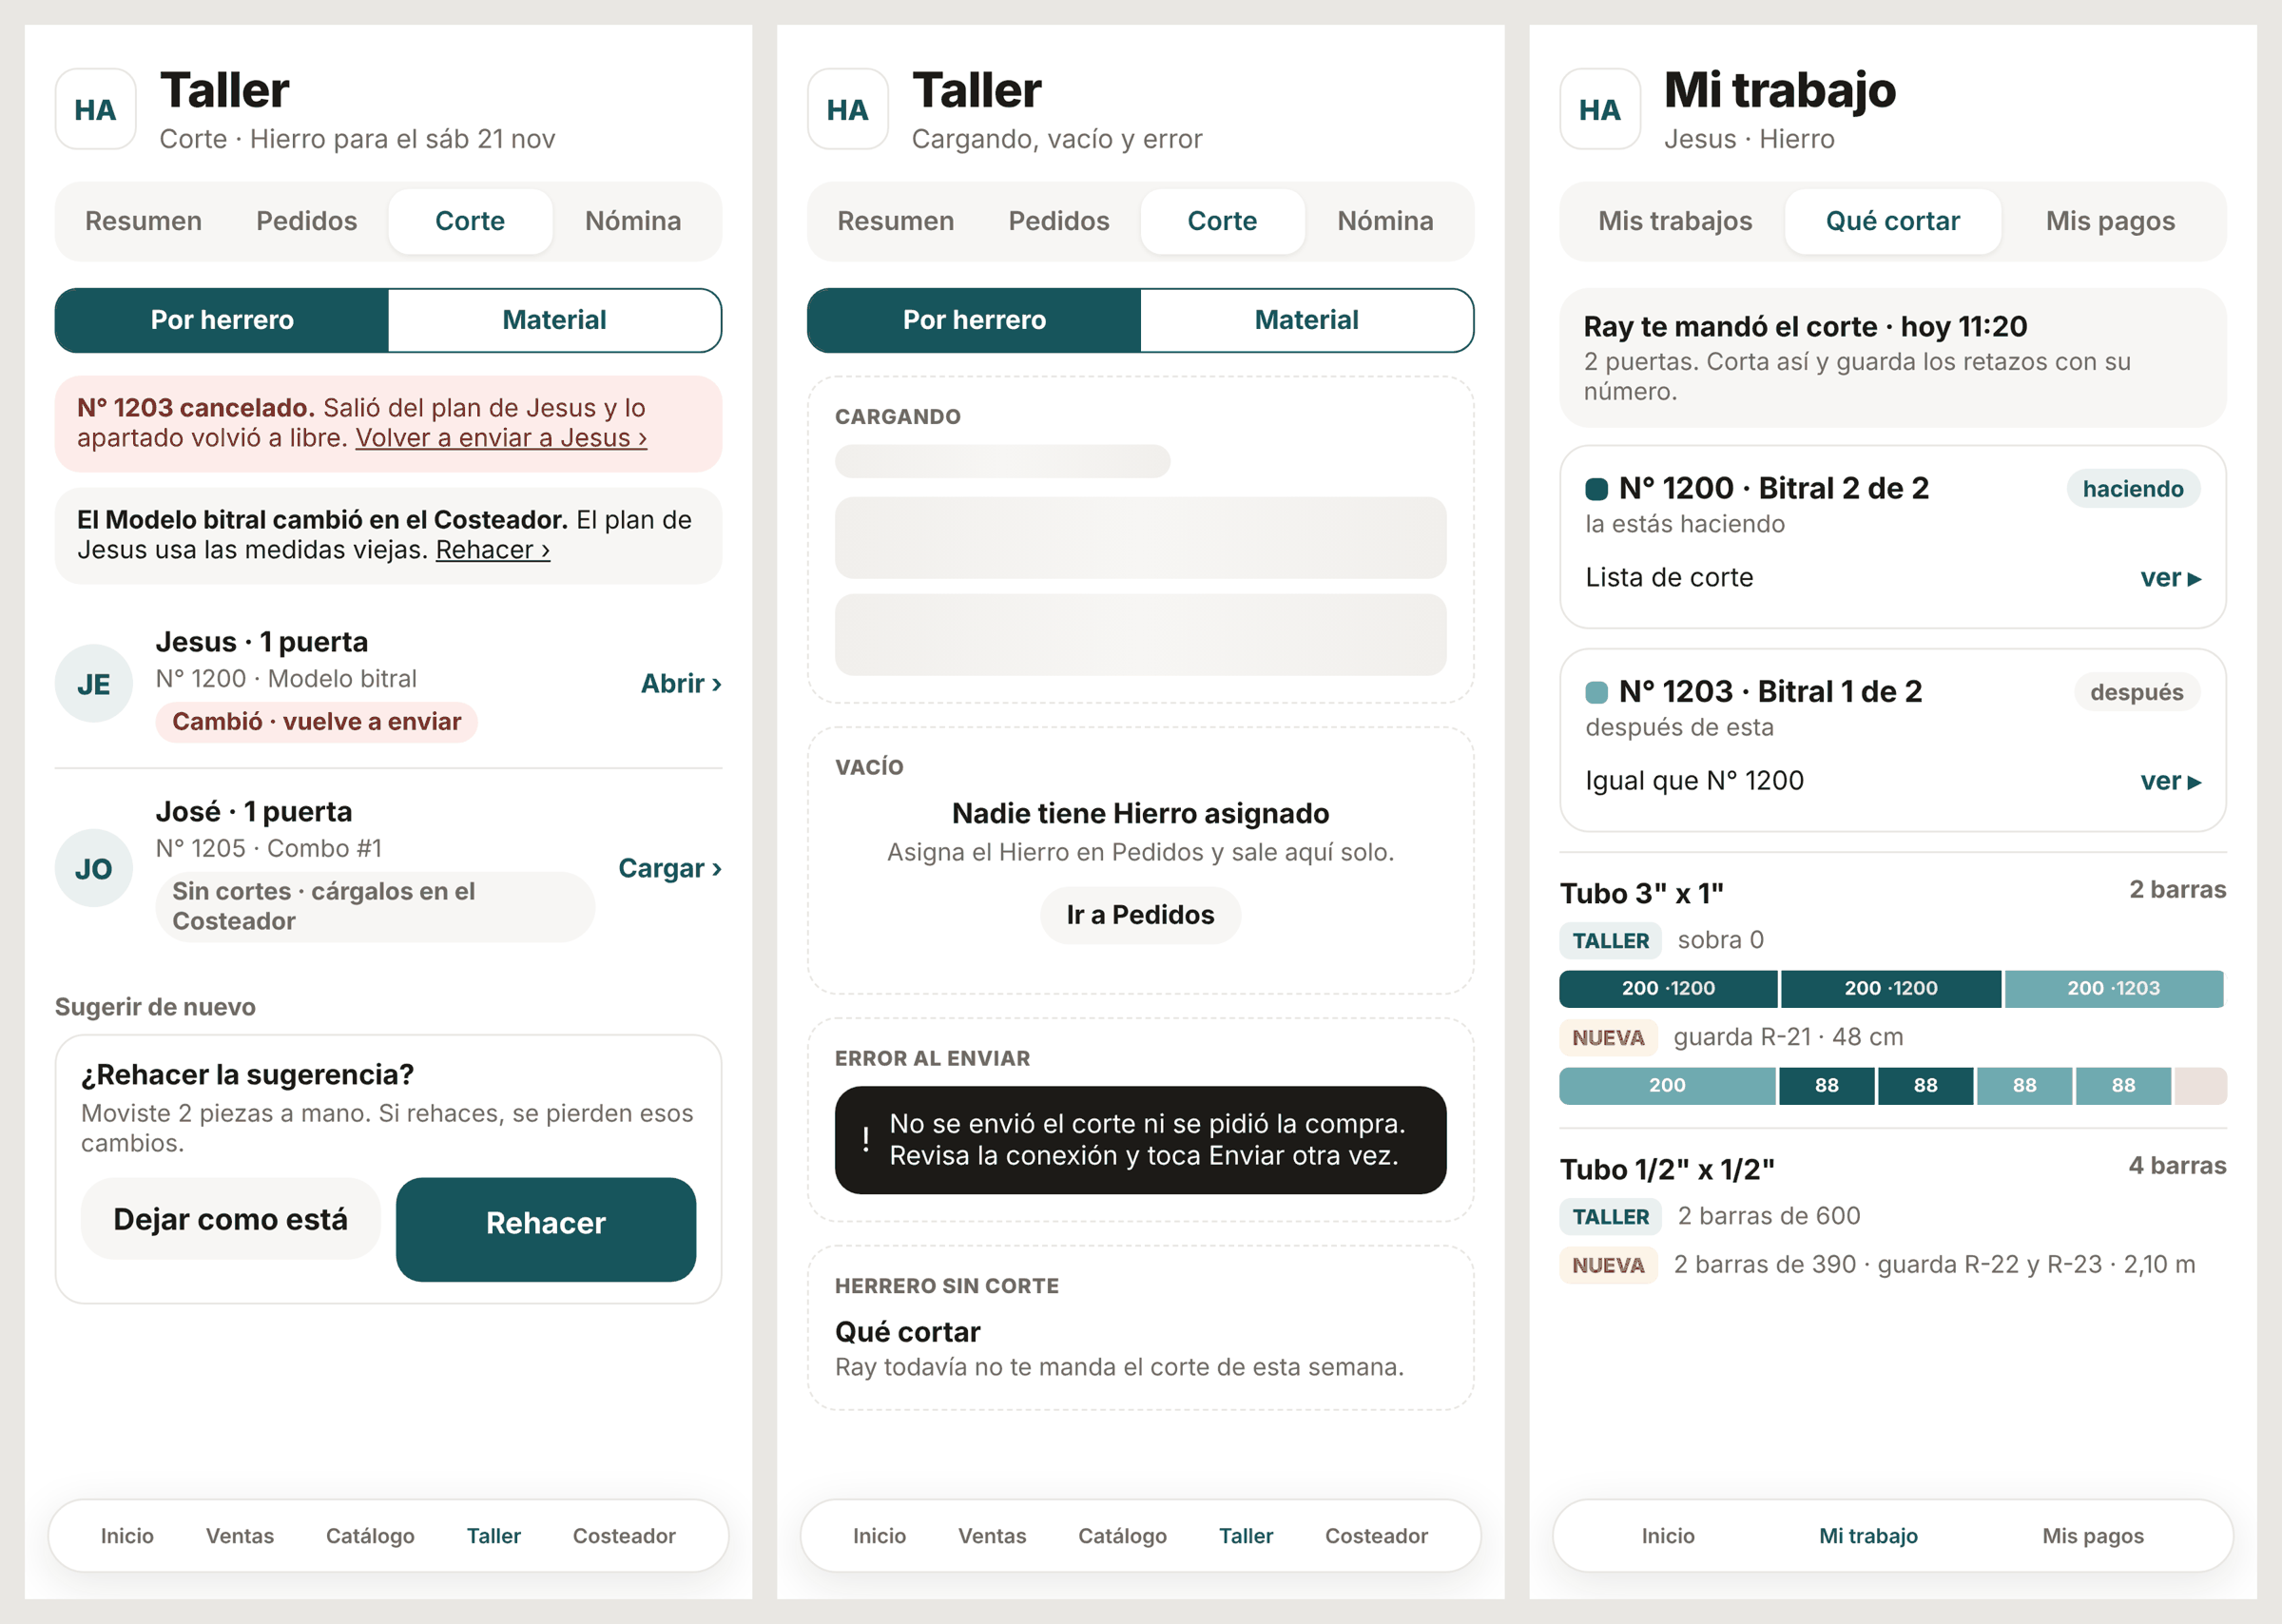 HA
Taller
Corte · Hierro para el sáb 21 nov
Resumen Pedidos Corte Nómina
Por herrero Material
N° 1203 cancelado. Salió del plan de Jesus y lo
apartado volvió a libre. Volver a enviar a Jesus ›
El Modelo bitral cambió en el Costeador. El plan de
Jesus usa las medidas viejas. Rehacer ›
JE
Jesus · 1 puerta
N° 1200 · Modelo bitral
Cambió · vuelve a enviar
Abrir ›
JO
José · 1 puerta
N° 1205 · Combo #1
Sin cortes · cárgalos en el
Costeador
Cargar ›
Sugerir de nuevo
¿Rehacer la sugerencia?
Moviste 2 piezas a mano. Si rehaces, se pierden esos
cambios.
Dejar como está Rehacer
Inicio Ventas Catálogo Taller Costeador
HA
Taller
Cargando, vacío y error
Resumen Pedidos Corte Nómina
Por herrero Material
CARGANDO
VACÍO
Nadie tiene Hierro asignado
Asigna el Hierro en Pedidos y sale aquí solo.
Ir a Pedidos
ERROR AL ENVIAR
! No se envió el corte ni se pidió la compra.
Revisa la conexión y toca Enviar otra vez.
HERRERO SIN CORTE
Qué cortar
Ray todavía no te manda el corte de esta semana.
Inicio Ventas Catálogo Taller Costeador
HA
Mi trabajo
Jesus · Hierro
Mis trabajos Qué cortar Mis pagos
Ray te mandó el corte · hoy 11:20
2 puertas. Corta así y guarda los retazos con su
número.
N° 1200 · Bitral 2 de 2 haciendo
la estás haciendo
Lista de corte ver ▸
N° 1203 · Bitral 1 de 2 después
después de esta
Igual que N° 1200 ver ▸
Tubo 3" x 1" 2 barras
TALLER sobra 0
200 ·1200 200 ·1200 200 ·1203
NUEVA guarda R-21 · 48 cm
200 88 88 88 88
Tubo 1/2" x 1/2" 4 barras
TALLER 2 barras de 600
NUEVA 2 barras de 390 · guarda R-22 y R-23 · 2,10 m
Inicio Mi trabajo Mis pagos